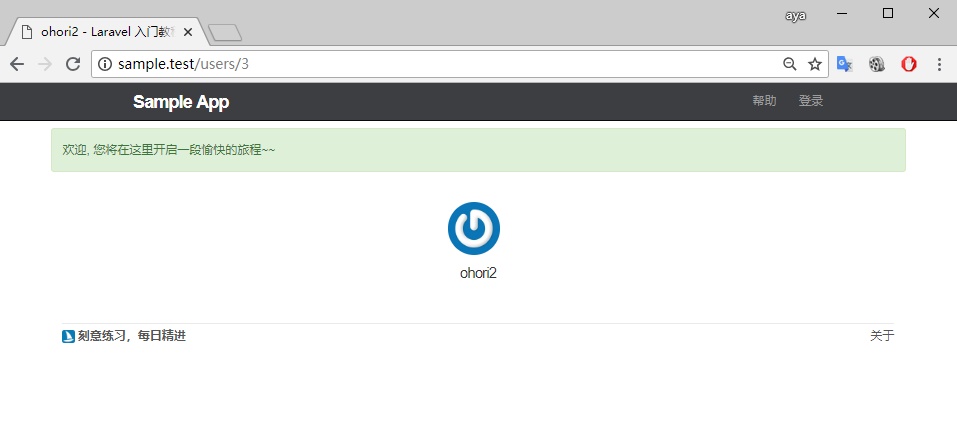 aya
ohori2 - Laravel 入门教
sample.test/users/3
Sample App
帮助
登录
欢迎, 您将在这里开启一段愉快的旅程~~
ohori2
刻意练习，每日精进
关于